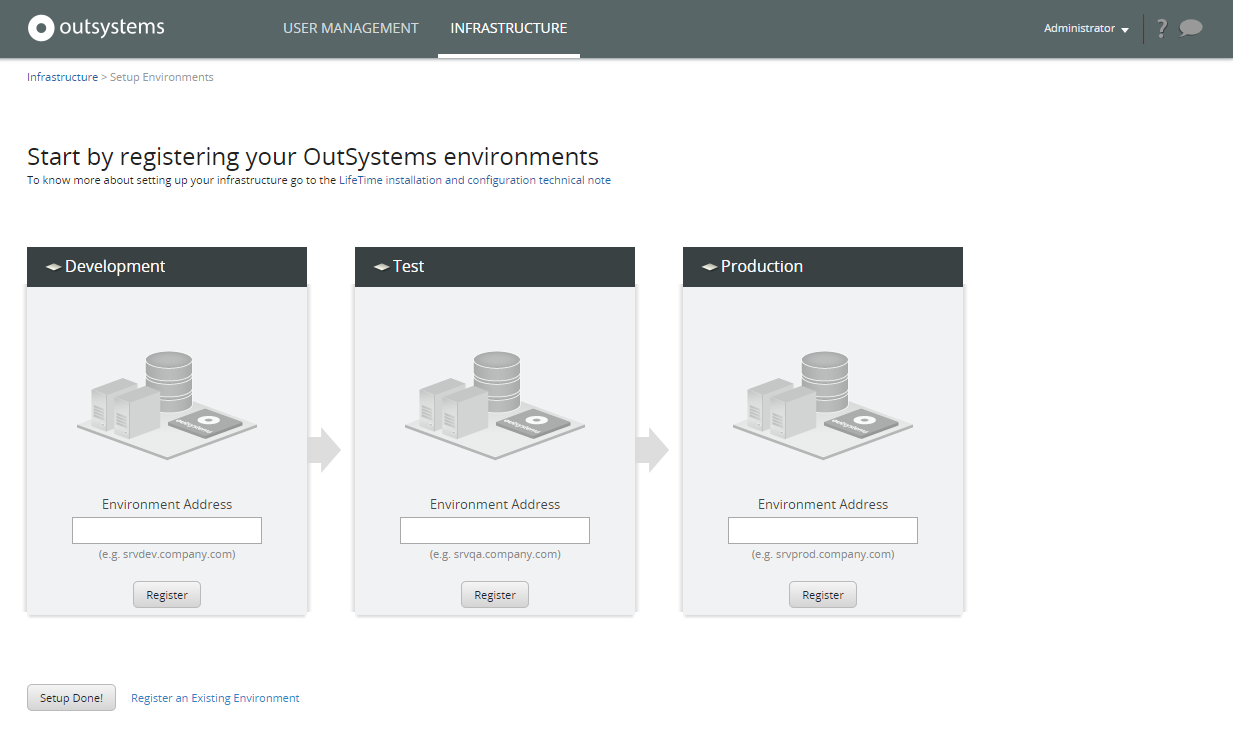 outsystems
USER MANAGEMENT
INFRASTRUCTURE
Administrator
?
Infrastructure > Setup Environments
Start by registering your OutSystems environments
To know more about setting up your infrastructure go to the LifeTime installation and configuration technical note
Development
Test
Production
outsystems
outsystems
outsystems
Environment Address
Environment Address
Environment Address
(e.g. srvdev.company.com)
(e.g. srvqa.company.com)
(e.g. srvprod.company.com)
Register
Register
Register
Setup Done!
Register an Existing Environment